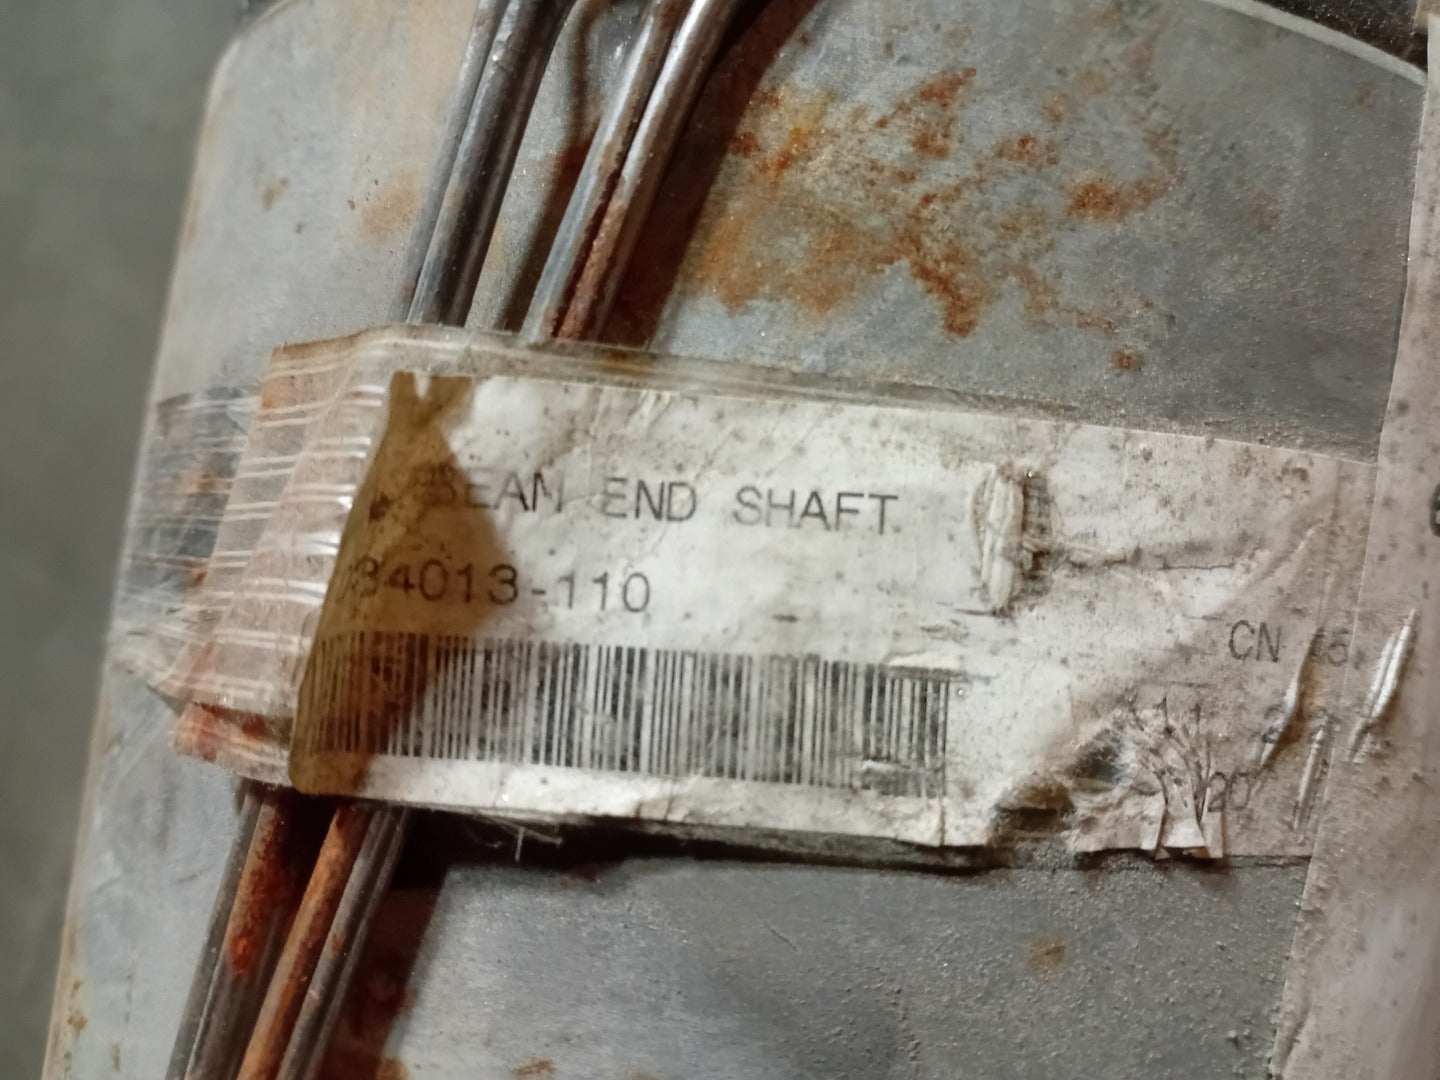 BEAM END SHAFT
34013-110
CN